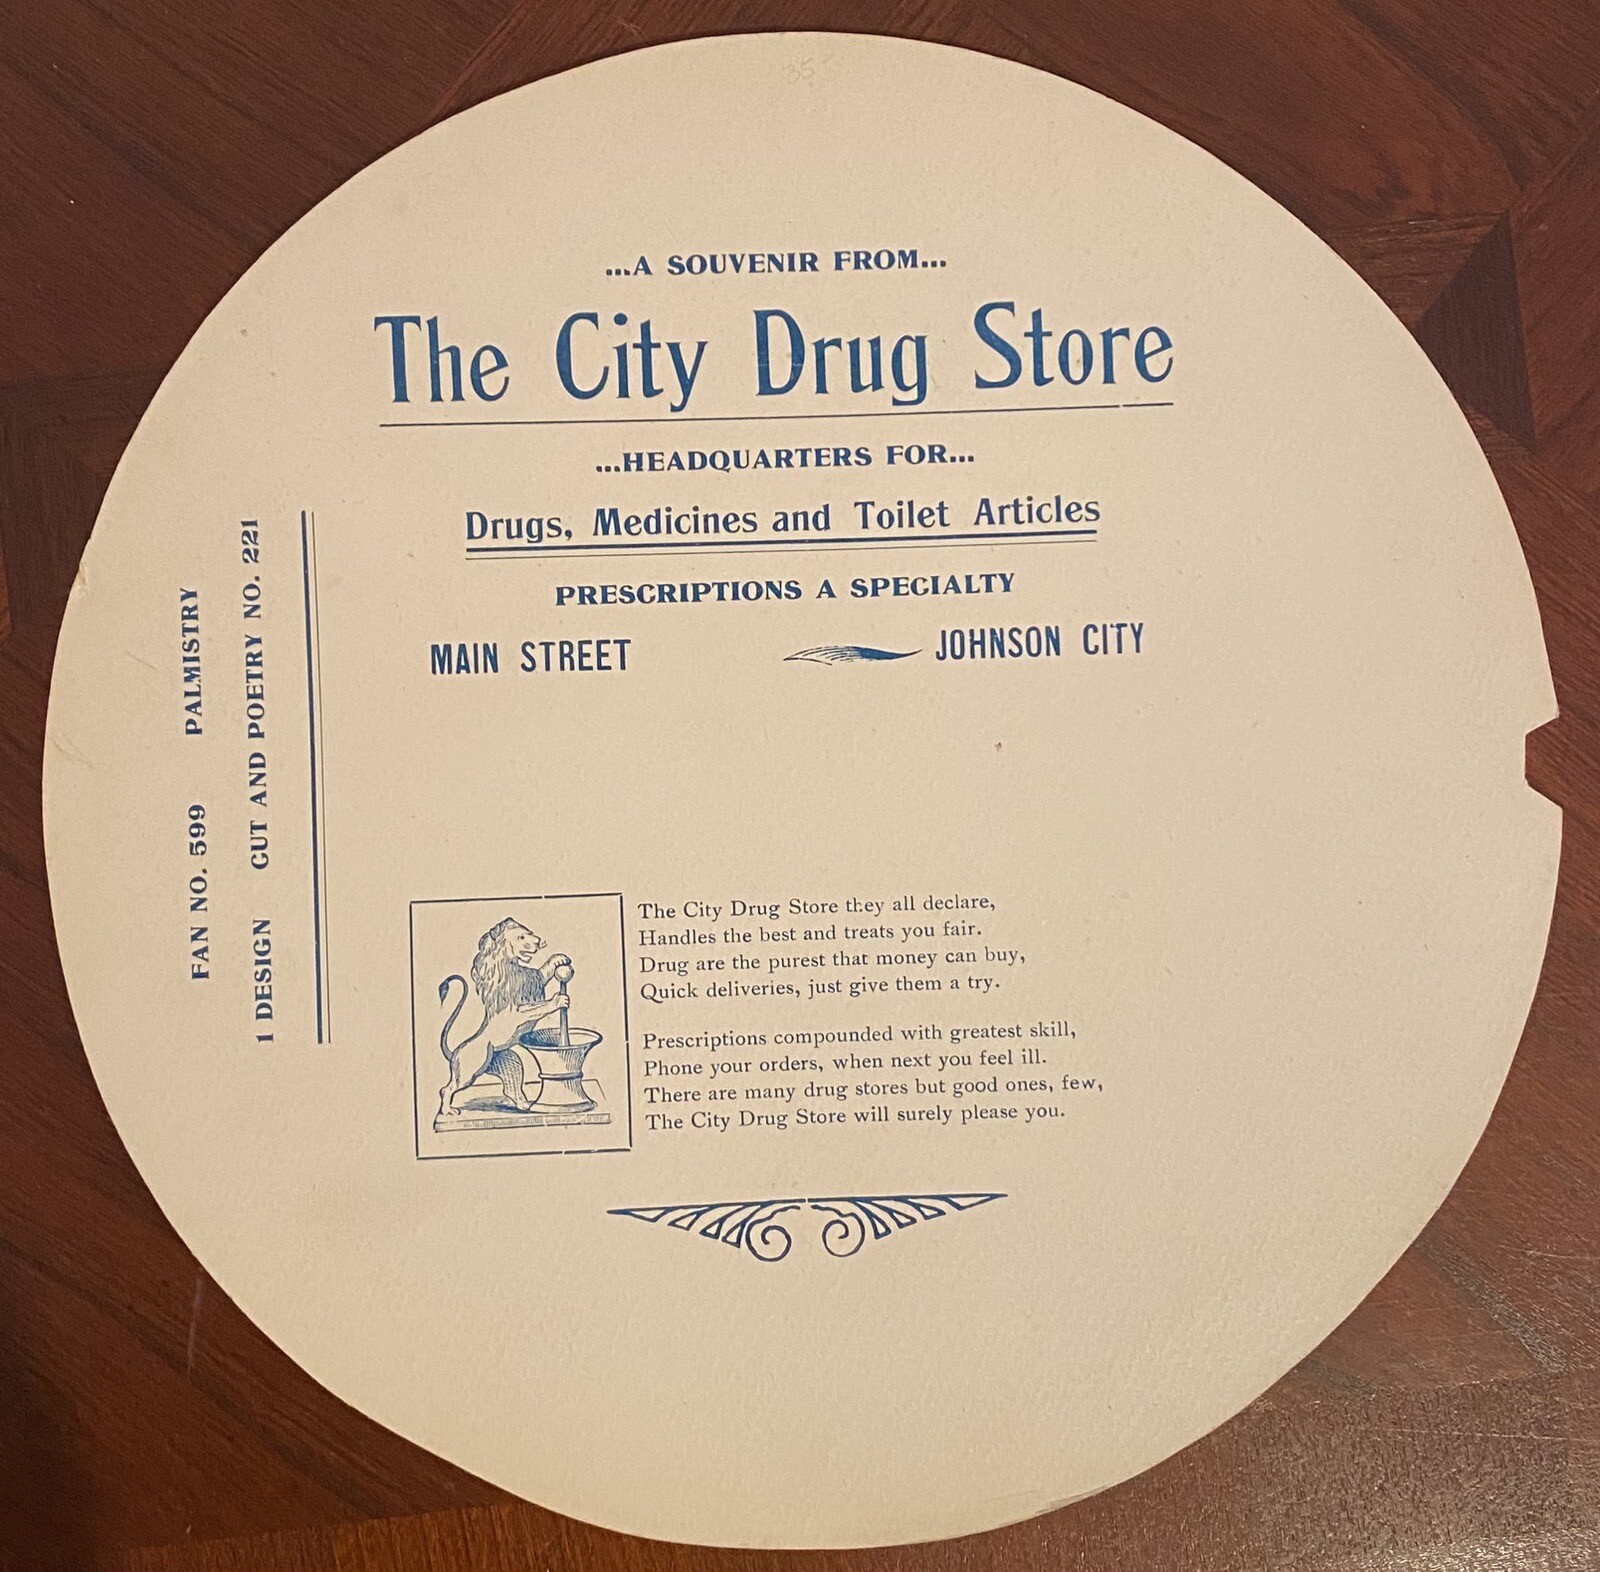 ...A SOUVENIR FROM...
The City Drug Store
...HEADQUARTERS FOR...
Drugs, Medicines and Toilet Articles
PRESCRIPTIONS A SPECIALTY
MAIN STREET JOHNSON CITY
FAN NO. 599 PALMISTRY
1 DESIGN CUT AND POETRY NO. 221
The City Drug Store they all declare,
Handles the best and treats you fair.
Drug are the purest that money can buy,
Quick deliveries, just give them a try.
Prescriptions compounded with greatest skill,
Phone your orders, when next you feel ill.
There are many drug stores but good ones, few,
The City Drug Store will surely please you.